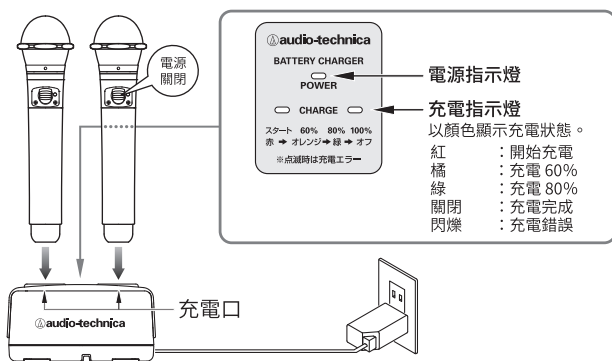 電源
關閉
audio-technica
BATTERY CHARGER
POWER
CHARGE
スタート 60% 80% 100%
赤 ➔ オレンジ ➔ 緑 ➔ オフ
※点滅時は充電エラー
電源指示燈
充電指示燈
以顏色顯示充電狀態。
紅 : 開始充電
橘 : 充電 60%
綠 : 充電 80%
關閉 : 充電完成
閃爍 : 充電錯誤
充電口
audio-technica